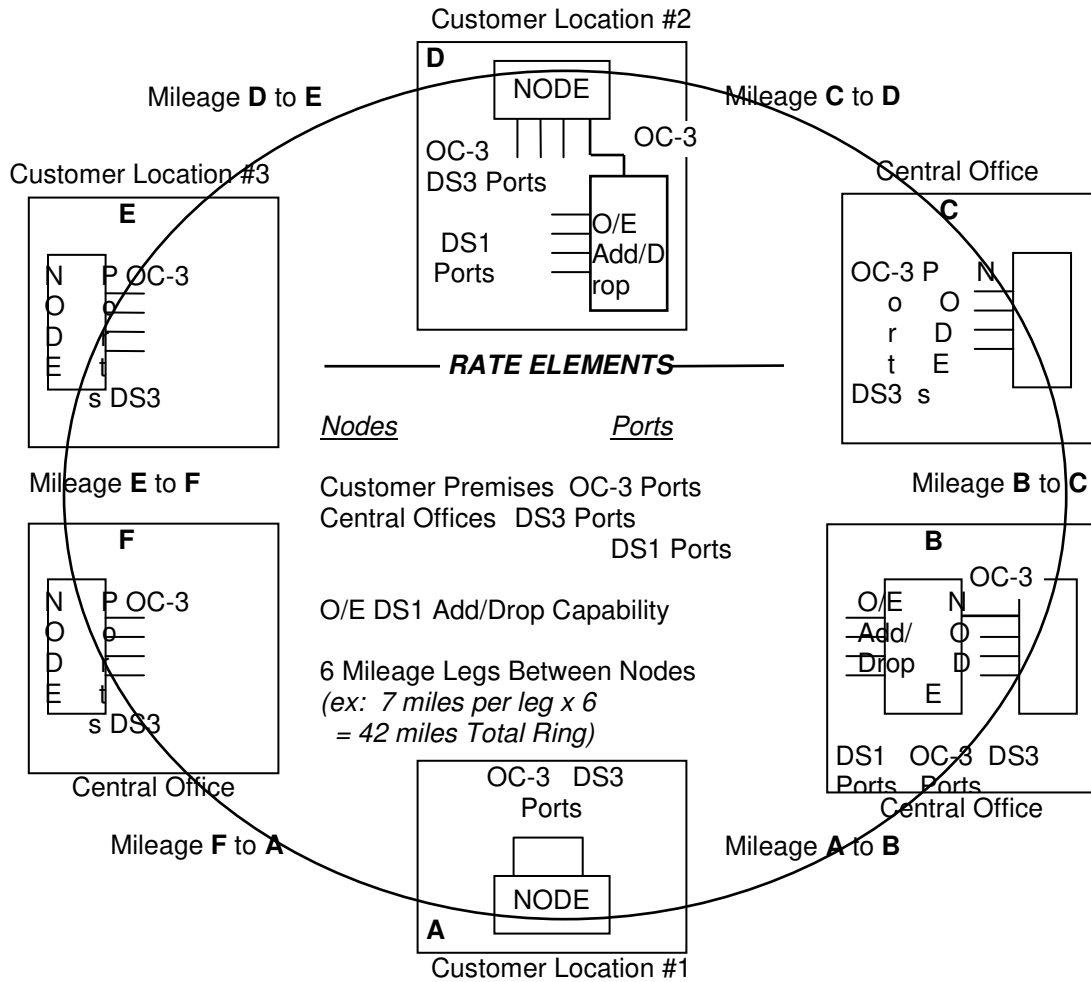 Customer Location #2
D
NODE
Mileage D to E
Mileage C to D
OC-3
OC-3
DS3 Ports
O/E
Add/D
rop
DS1
Ports
Customer Location #3
E
N P OC-3
O o
D r
E t
s DS3
Central Office
C
OC-3 P N
o O
r D
t E
DS3 s
RATE ELEMENTS
Nodes Ports
Customer Premises OC-3 Ports
Central Offices DS3 Ports
DS1 Ports
O/E DS1 Add/Drop Capability
6 Mileage Legs Between Nodes
(ex: 7 miles per leg x 6
= 42 miles Total Ring)
Mileage E to F
Mileage B to C
F
N P OC-3
O o
D r
E t
s DS3
Central Office
B
OC-3
O/E N
Add/ O
Drop D
E
DS1 OC-3 DS3
Ports Ports
Central Office
Mileage F to A
Mileage A to B
OC-3 DS3
Ports
NODE
A
Customer Location #1